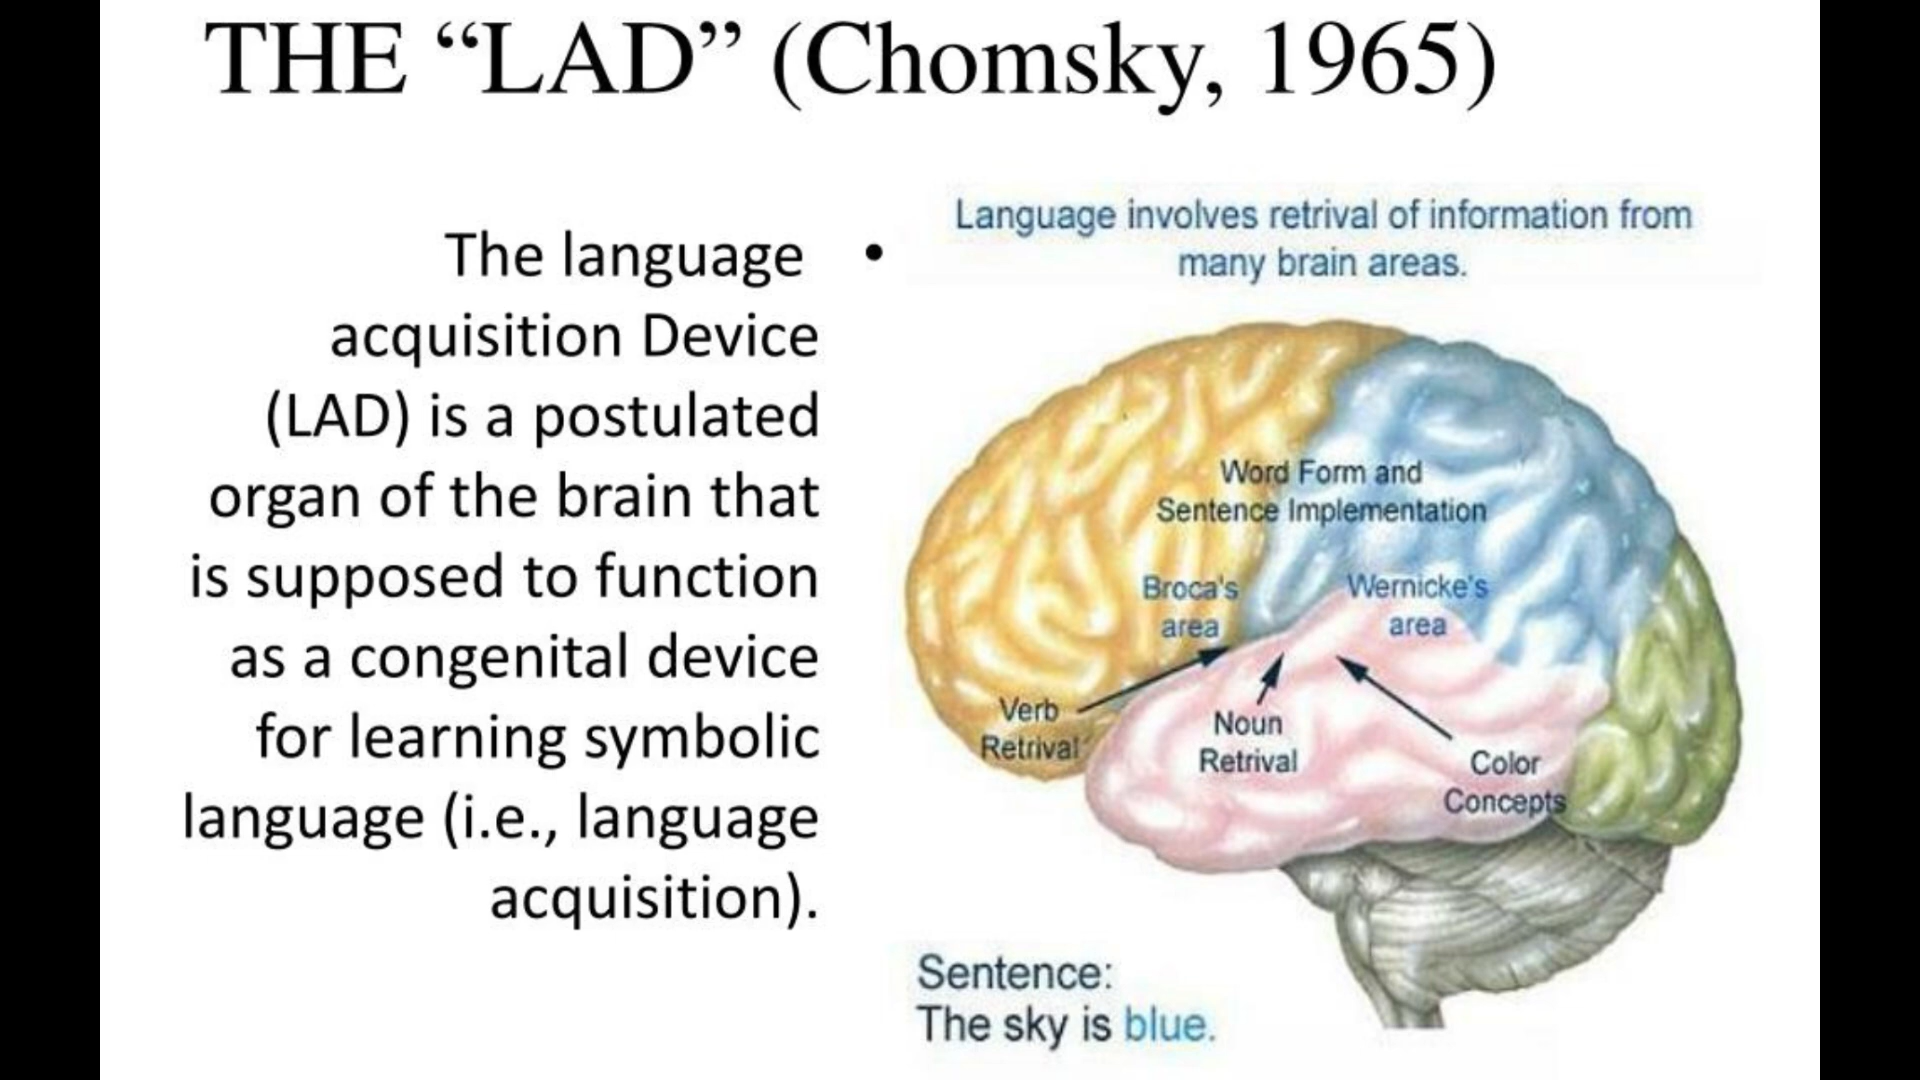 THE “LAD” (Chomsky, 1965)
• The language
acquisition Device
(LAD) is a postulated
organ of the brain that
is supposed to function
as a congenital device
for learning symbolic
language (i.e., language
acquisition).
Language involves retrival of information from
many brain areas.
Word Form and
Sentence Implementation
Broca's
area
Wernicke's
area
Verb
Retrival
Noun
Retrival
Color
Concepts
Sentence:
The sky is blue.